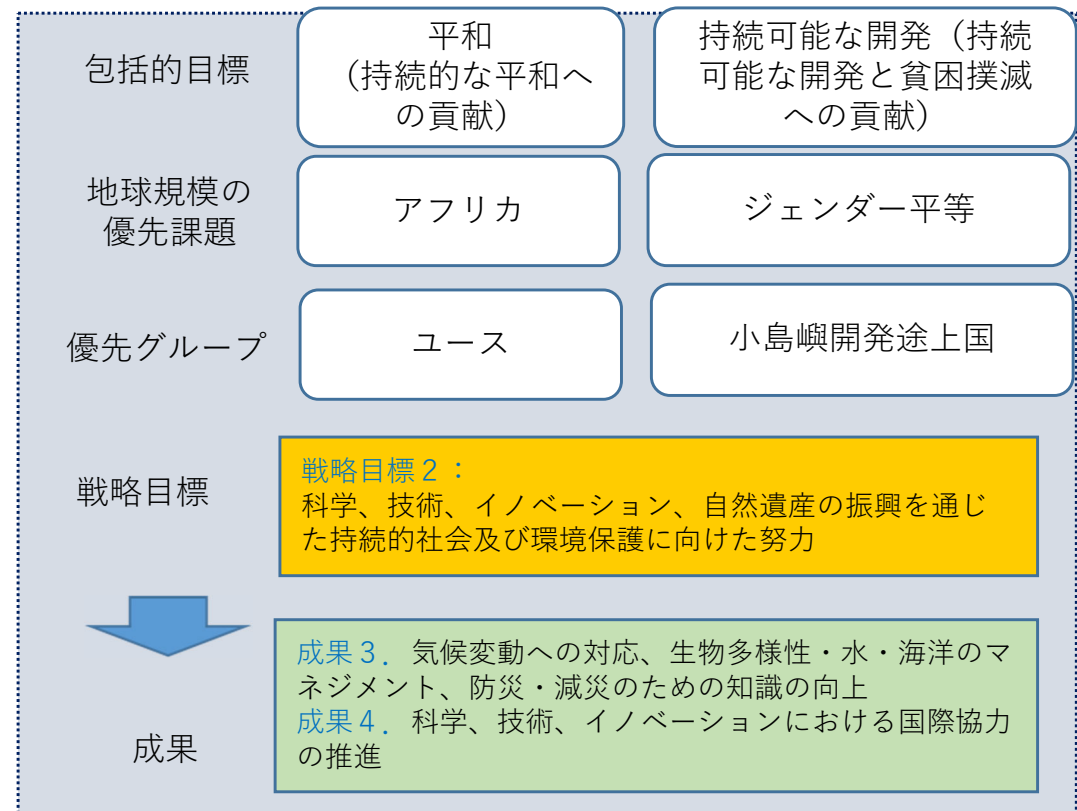 包括的目標
平和
(持続的な平和へ
の貢献)
持続可能な開発（持続
可能な開発と貧困撲滅
への貢献）
地球規模の
優先課題
アフリカ
ジェンダー平等
優先グループ
ユース
小島嶼開発途上国
戦略目標
戦略目標２：
科学、技術、イノベーション、自然遺産の振興を通じ
た持続的社会及び環境保護に向けた努力
成果
成果３．気候変動への対応、生物多様性・水・海洋のマ
ネジメント、防災・減災のための知識の向上
成果４．科学、技術、イノベーションにおける国際協力
の推進